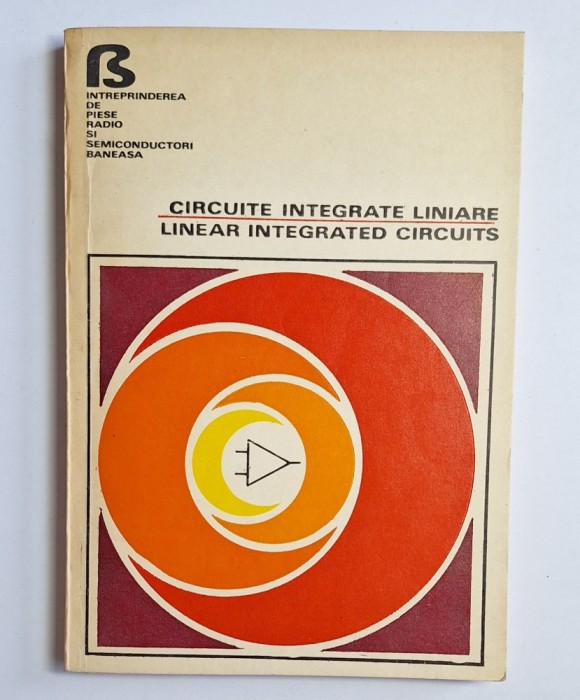 INTREPRINDEREA
DE
PIESE
RADIO
SI
SEMICONDUCTORI
BANEASA
CIRCUITE INTEGRATE LINIARE
LINEAR INTEGRATED CIRCUITS